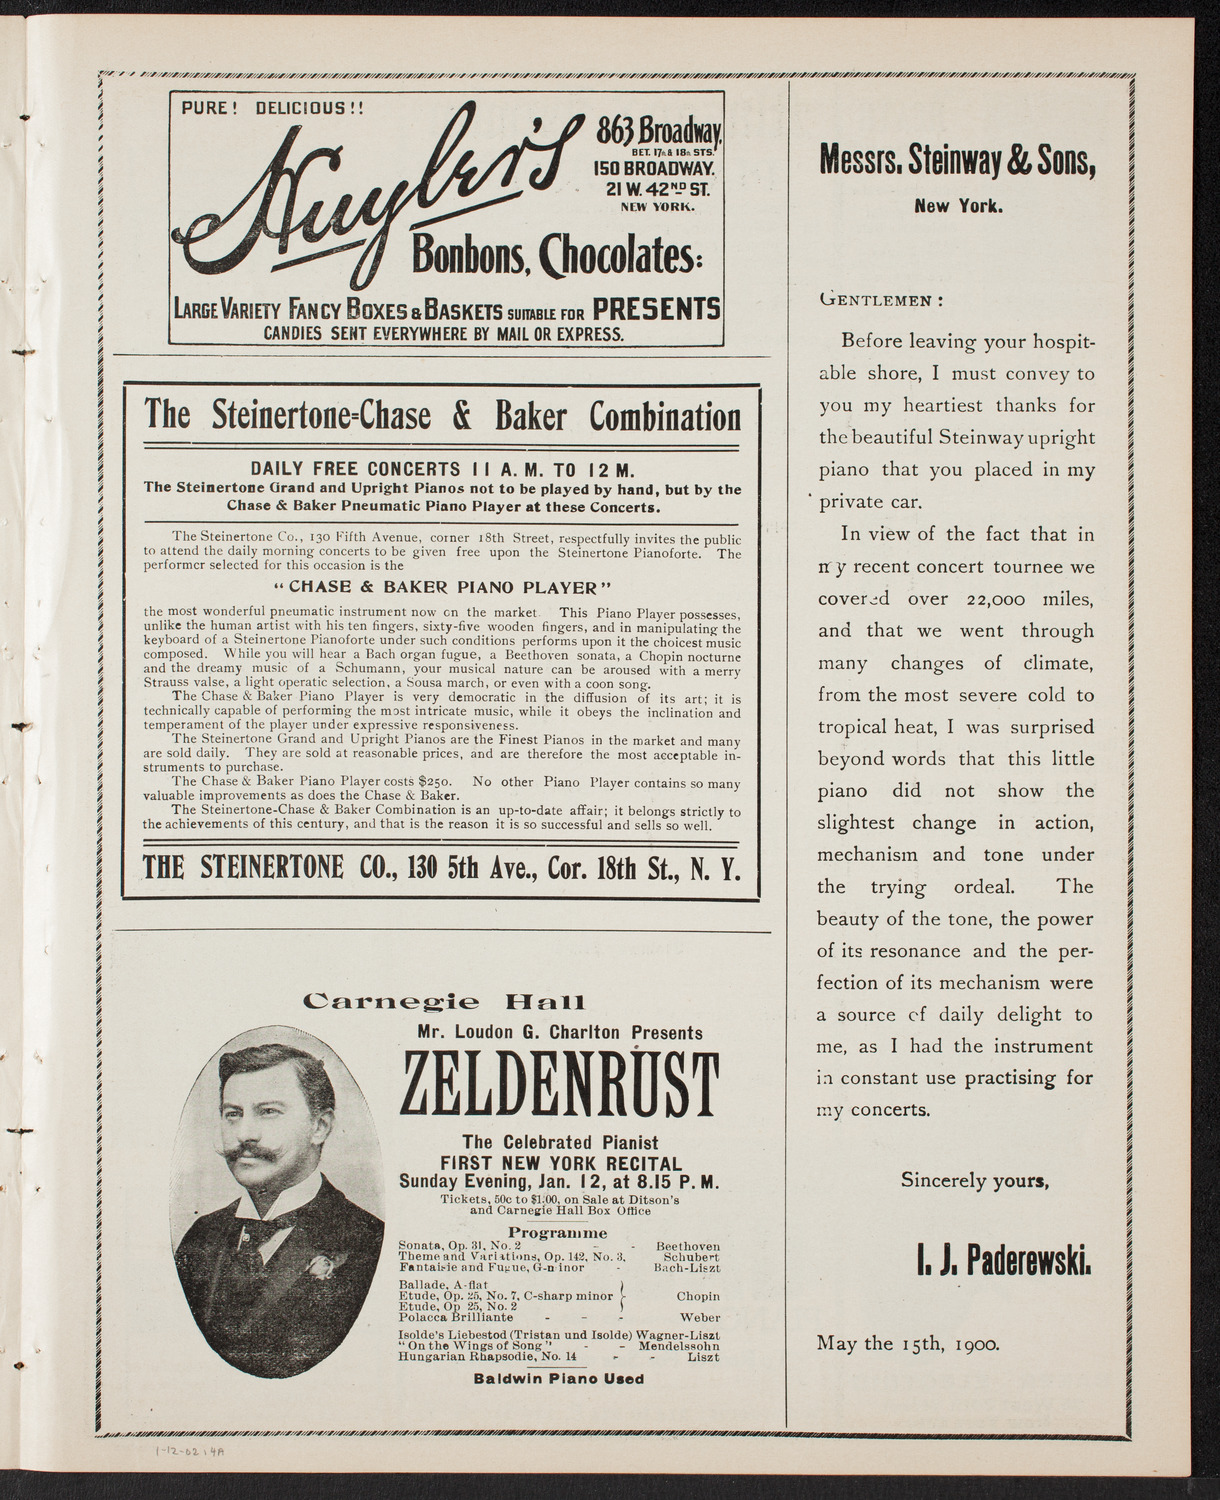 PURE! DELICIOUS!!
Huyler's
863 Broadway,
BET. 17th & 18th STS.
150 BROADWAY.
21 W. 42ND ST.
NEW YORK.
Bonbons, Chocolates:
LARGE VARIETY FANCY BOXES & BASKETS SUITABLE FOR PRESENTS
CANDIES SENT EVERYWHERE BY MAIL OR EXPRESS.
The Steinertone=Chase & Baker Combination
DAILY FREE CONCERTS 11 A. M. TO 12 M.
The Steinertone Grand and Upright Pianos not to be played by hand, but by the
Chase & Baker Pneumatic Piano Player at these Concerts.
The Steinertone Co., 130 Fifth Avenue, corner 18th Street, respectfully invites the public
to attend the daily morning concerts to be given free upon the Steinertone Pianoforte. The
performer selected for this occasion is the
"CHASE & BAKER PIANO PLAYER"
the most wonderful pneumatic instrument now on the market. This Piano Player possesses,
unlike the human artist with his ten fingers, sixty-five wooden fingers, and in manipulating the
keyboard of a Steinertone Pianoforte under such conditions performs upon it the choicest music
composed. While you will hear a Bach organ fugue, a Beethoven sonata, a Chopin nocturne
and the dreamy music of a Schumann, your musical nature can be aroused with a merry
Strauss valse, a light operatic selection, a Sousa march, or even with a coon song.
The Chase & Baker Piano Player is very democratic in the diffusion of its art; it is
technically capable of performing the most intricate music, while it obeys the inclination and
temperament of the player under expressive responsiveness.
The Steinertone Grand and Upright Pianos are the Finest Pianos in the market and many
are sold daily. They are sold at reasonable prices, and are therefore the most acceptable in-
struments to purchase.
The Chase & Baker Piano Player costs $250. No other Piano Player contains so many
valuable improvements as does the Chase & Baker.
The Steinertone-Chase & Baker Combination is an up-to-date affair; it belongs strictly to
the achievements of this century, and that is the reason it is so successful and sells so well.
THE STEINERTONE CO., 130 5th Ave., Cor. 18th St., N. Y.
Carnegie Hall
Mr. Loudon G. Charlton Presents
ZELDENRUST
The Celebrated Pianist
FIRST NEW YORK RECITAL
Sunday Evening, Jan. 12, at 8.15 P. M.
Tickets, 50c to $1.00, on Sale at Ditson's
and Carnegie Hall Box Office
Programme
Sonata, Op. 31, No. 2 - - Beethoven
Theme and Variations, Op. 142, No. 3, Schubert
Fantaisie and Fugue, G-minor - Bach-Liszt
Ballade, A-flat
Etude, Op. 25, No. 7, C-sharp minor } Chopin
Etude, Op 25, No. 2
Polacca Brilliante - - - Weber
Isolde's Liebestod (Tristan und Isolde) Wagner-Liszt
"On the Wings of Song" - - Mendelssohn
Hungarian Rhapsodie, No. 14 - - Liszt
Baldwin Piano Used
Messrs. Steinway & Sons,
New York.
GENTLEMEN:
Before leaving your hospit-
able shore, I must convey to
you my heartiest thanks for
the beautiful Steinway upright
piano that you placed in my
private car.
In view of the fact that in
my recent concert tournee we
covered over 22,000 miles,
and that we went through
many changes of climate,
from the most severe cold to
tropical heat, I was surprised
beyond words that this little
piano did not show the
slightest change in action,
mechanism and tone under
the trying ordeal. The
beauty of the tone, the power
of its resonance and the per-
fection of its mechanism were
a source of daily delight to
me, as I had the instrument
in constant use practising for
my concerts.
Sincerely yours,
I. J. Paderewski.
May the 15th, 1900.
1-12-02 : 9A